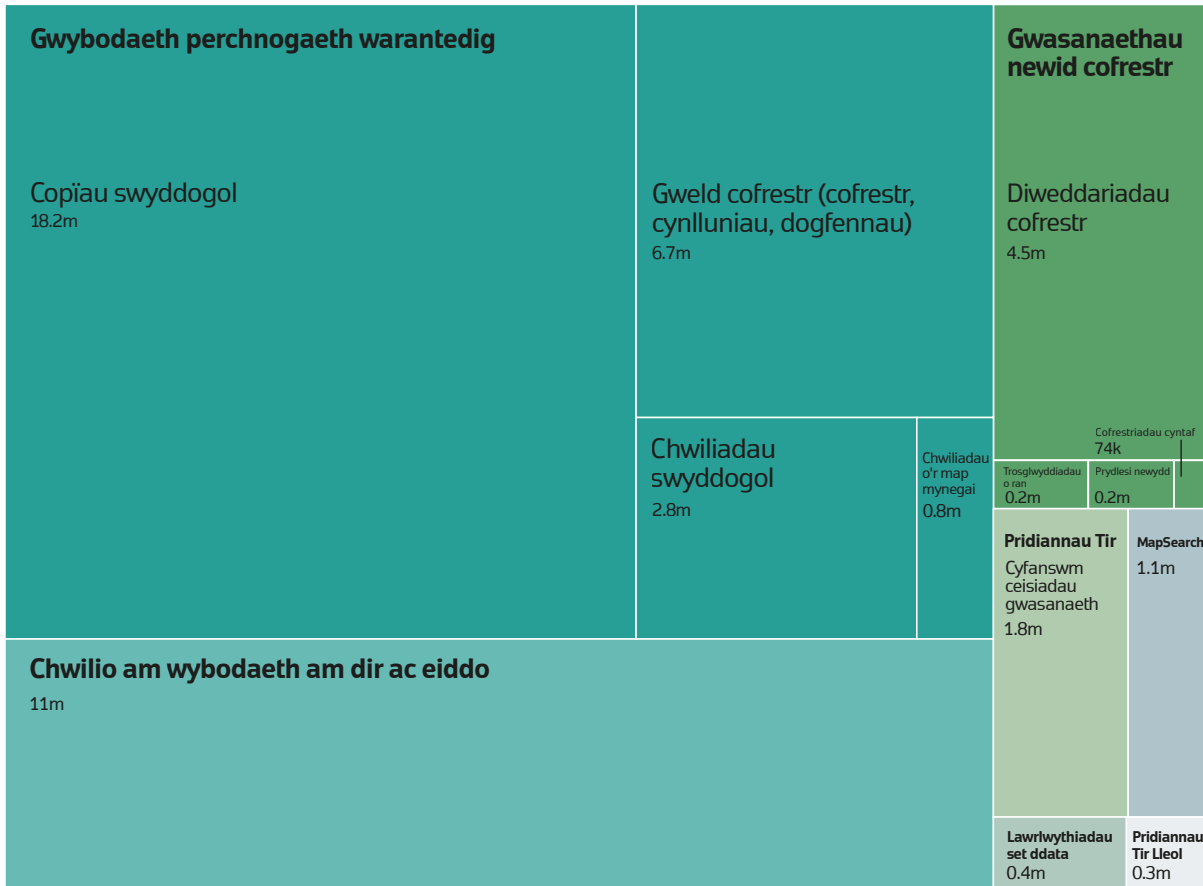 Gwybodaeth perchnogaeth warantedig
Copïau swyddogol
18.2m
Gweld cofrestr (cofrestr,
cynlluniau, dogfennau)
6.7m
Chwiliadau
swyddogol
2.8m
Chwiliadau
o'r map
mynegai
0.8m
Gwasanaethau
newid cofrestr
Diweddariadau
cofrestr
4.5m
Cofrestriadau cyntaf
74k
Trosglwyddiadau
o ran
0.2m
Prydlesi newydd
0.2m
Chwilio am wybodaeth am dir ac eiddo
11m
Pridiannau Tir
Cyfanswm
ceisiadau
gwasanaeth
1.8m
MapSearch
1.1m
Lawrlwythiadau
set ddata
0.4m
Pridiannau
Tir Lleol
0.3m